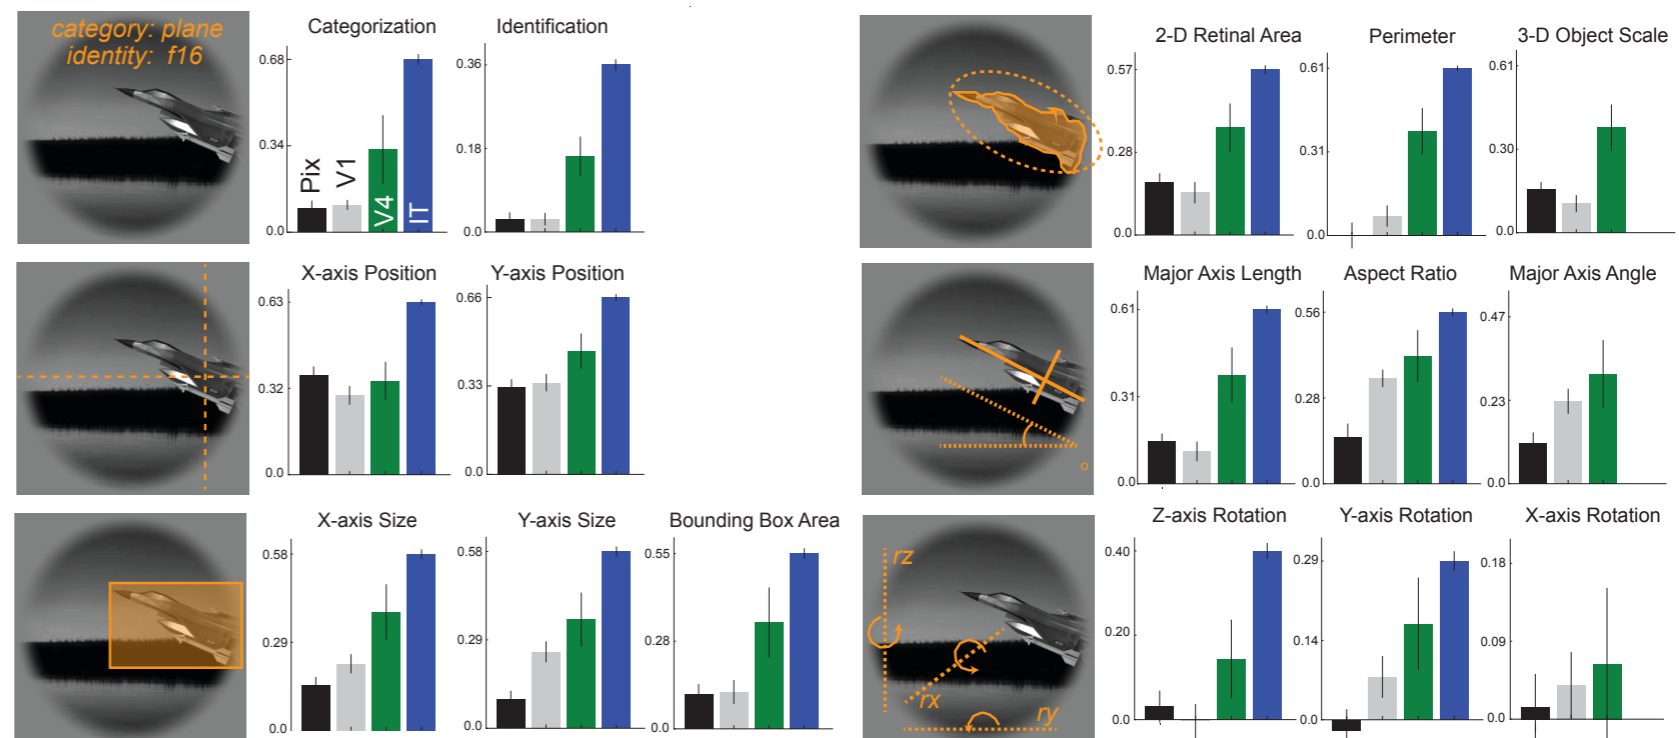 category: plane
identity: f16
Categorization
0.68
0.34
0.0
Pix
V1
V4
IT
Identification
0.36
0.18
0.0
2-D Retinal Area
0.57
0.28
0.0
Perimeter
0.61
0.31
0.0
3-D Object Scale
0.61
0.30
0.0
X-axis Position
0.63
0.32
0.0
Y-axis Position
0.66
0.33
0.0
Major Axis Length
0.61
0.31
0.0
Aspect Ratio
0.56
0.28
0.0
Major Axis Angle
0.47
0.23
0.0
X-axis Size
0.58
0.29
0.0
Y-axis Size
0.58
0.29
0.0
Bounding Box Area
0.55
0.28
0.0
rz
rx
ry
Z-axis Rotation
0.40
0.20
0.0
Y-axis Rotation
0.29
0.14
0.0
X-axis Rotation
0.18
0.09
0.0